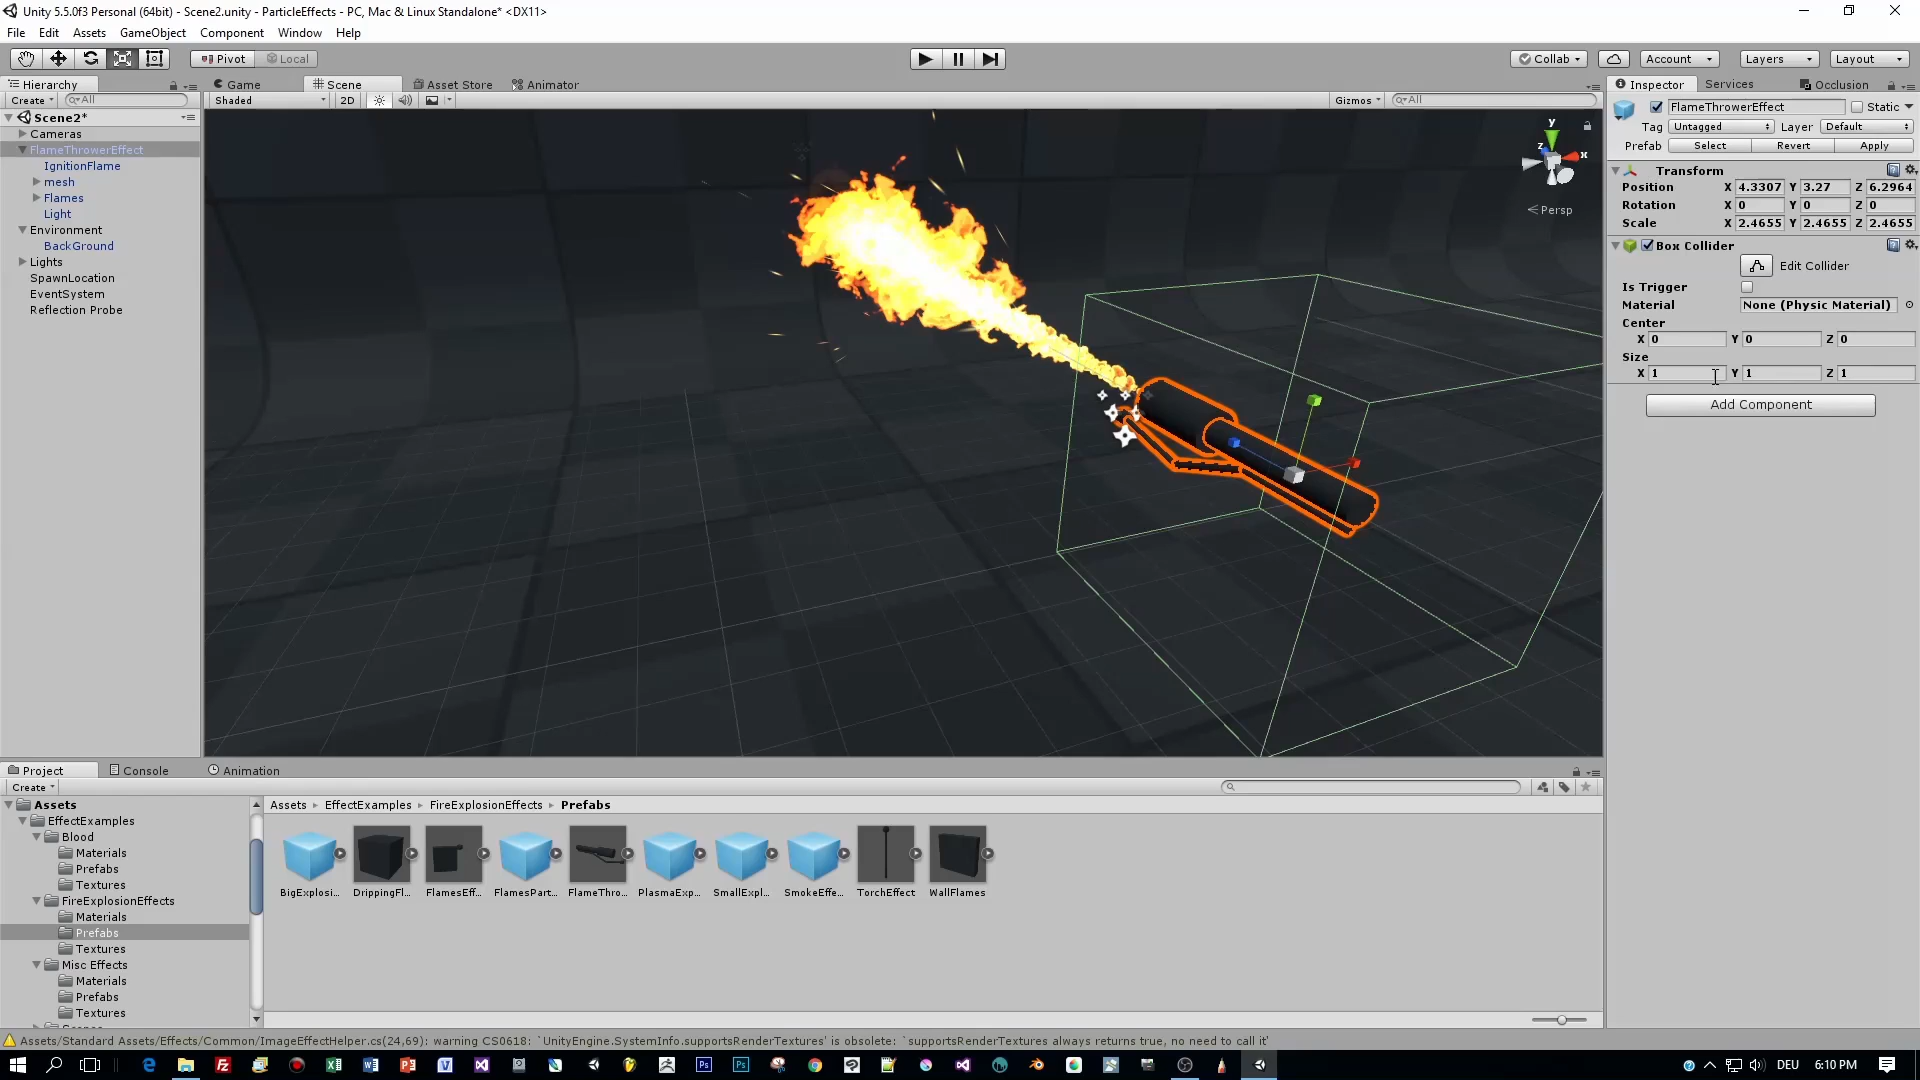 Unity 5.5.0f3 Personal (64bit) - Scene2.unity - ParticleEffects - PC, Mac & Linux Standalone* <DX11>
File Edit Assets GameObject Component Window Help
Pivot Local Collab Account Layers Layout
Hierarchy Game Scene Asset Store Animator Inspector Services Occlusion
Create All Shaded 2D Gizmos All FlameThrowerEffect Static
Scene2* Tag Untagged Layer Default
Cameras
FlameThrowerEffect Prefab Select Revert Apply
IgnitionFlame y z x Transform
mesh Position X 4.3307 Y 3.27 Z 6.2964
Flames Rotation X 0 Y 0 Z 0
Light Persp Scale X 2.4655 Y 2.4655 Z 2.4655
Environment
BackGround Box Collider
Lights Edit Collider
SpawnLocation Is Trigger
EventSystem Material None (Physic Material)
Reflection Probe Center
X 0 Y 0 Z 0
Size
X 1 Y 1 Z 1
Add Component
Project Console Animation
Create
Assets Assets EffectExamples FireExplosionEffects Prefabs
EffectExamples
Blood
Materials
Prefabs
Textures
BigExplosi... DrippingFl... FlamesEff... FlamesPart... FlameThro... PlasmaExp... SmallExpl... SmokeEffe... TorchEffect WallFlames
FireExplosionEffects
Materials
Prefabs
Textures
Misc Effects
Materials
Prefabs
Textures
Assets/Standard Assets/Effects/Common/ImageEffectHelper.cs(24,69): warning CS0618: `UnityEngine.SystemInfo.supportsRenderTextures' is obsolete: `supportsRenderTextures always returns true, no need to call it'
DEU 6:10 PM